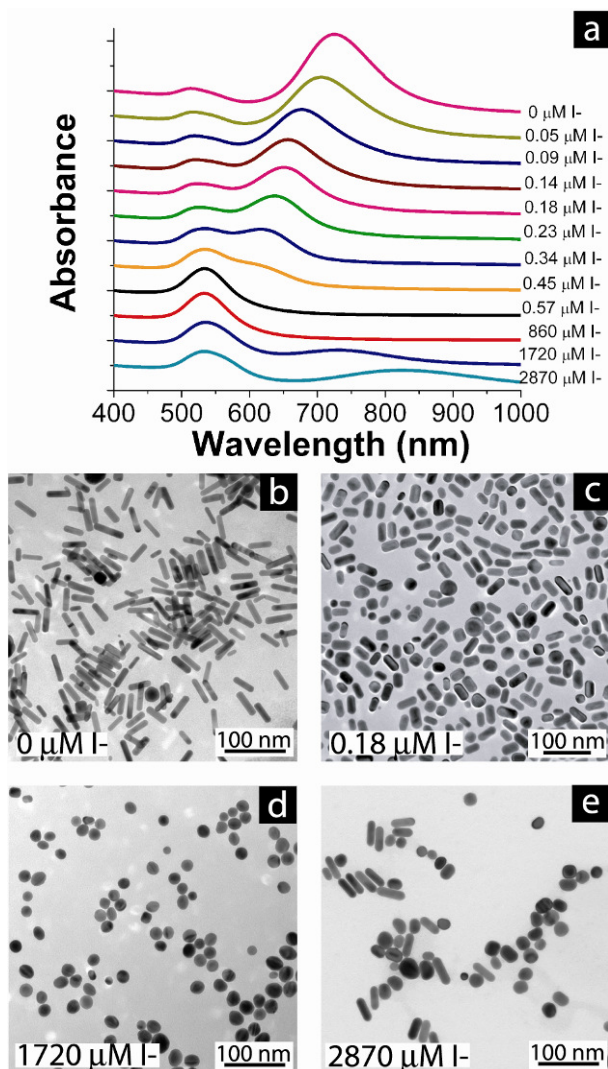 a
0 μM I-
0.05 μM I-
0.09 μM I-
0.14 μM I-
0.18 μM I-
0.23 μM I-
0.34 μM I-
0.45 μM I-
0.57 μM I-
860 μM I-
1720 μM I-
2870 μM I-
Absorbance
400 500 600 700 800 900 1000
Wavelength (nm)
b
0 μM I-
100 nm
c
0.18 μM I-
100 nm
d
1720 μM I-
100 nm
e
2870 μM I-
100 nm